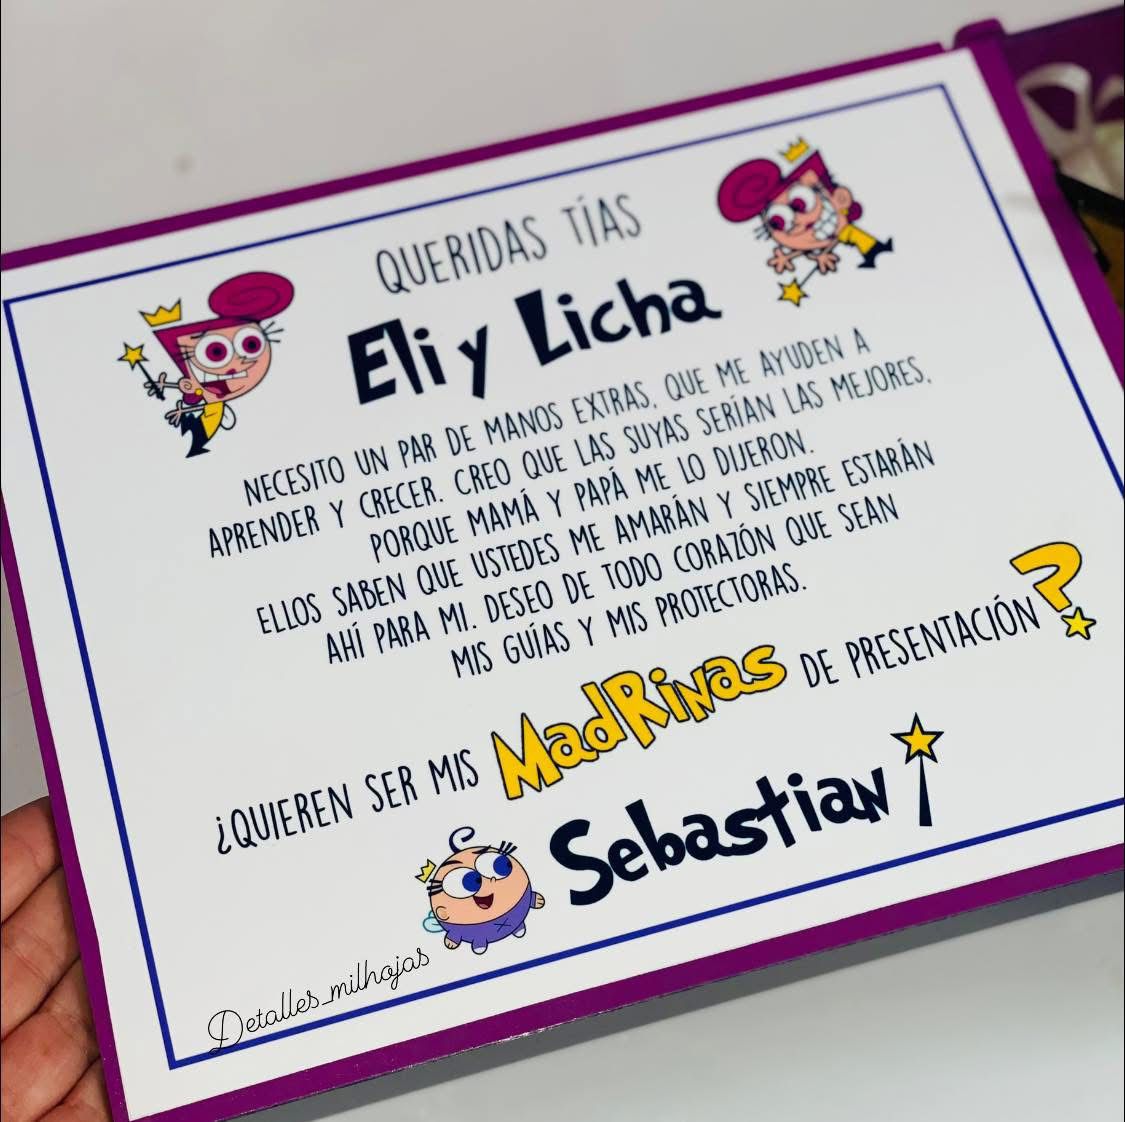 QUERIDAS TÍAS
Eli y Licha
NECESITO UN PAR DE MANOS EXTRAS, QUE ME AYUDEN A
APRENDER Y CRECER. CREO QUE LAS SUYAS SERÍAN LAS MEJORES,
PORQUE MAMÁ Y PAPÁ ME LO DIJERON.
ELLOS SABEN QUE USTEDES ME AMARÁN Y SIEMPRE ESTARÁN
AHÍ PARA MI. DESEO DE TODO CORAZÓN QUE SEAN
MIS GUÍAS Y MIS PROTECTORAS.
¿QUIEREN SER MIS MadRiNas DE PRESENTACIÓN?
SebastiaN
Detalles_milhojas